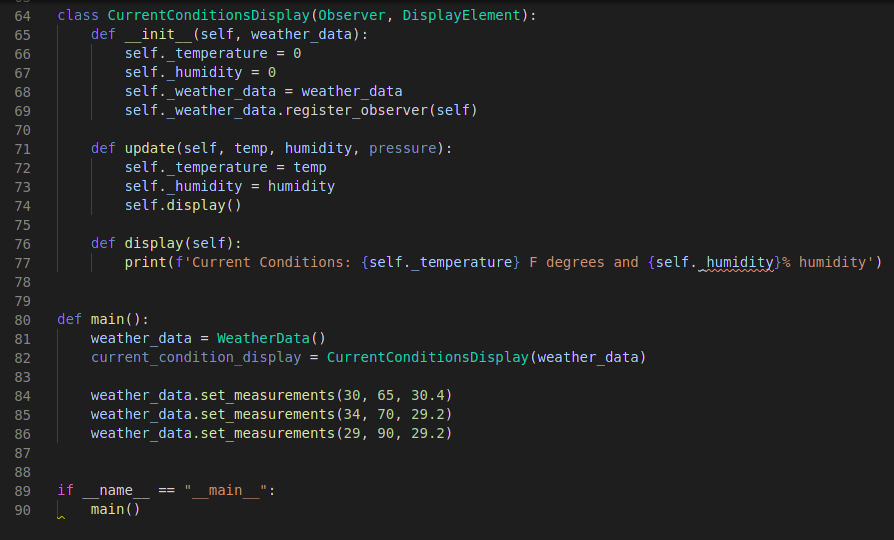 64 class CurrentConditionsDisplay(Observer, DisplayElement):
65     def __init__(self, weather_data):
66         self._temperature = 0
67         self._humidity = 0
68         self._weather_data = weather_data
69         self._weather_data.register_observer(self)
70
71     def update(self, temp, humidity, pressure):
72         self._temperature = temp
73         self._humidity = humidity
74         self.display()
75
76     def display(self):
77         print(f'Current Conditions: {self._temperature} F degrees and {self._humidity}% humidity')
78
79
80 def main():
81     weather_data = WeatherData()
82     current_condition_display = CurrentConditionsDisplay(weather_data)
83
84     weather_data.set_measurements(30, 65, 30.4)
85     weather_data.set_measurements(34, 70, 29.2)
86     weather_data.set_measurements(29, 90, 29.2)
87
88
89 if __name__ == "__main__":
90     main()